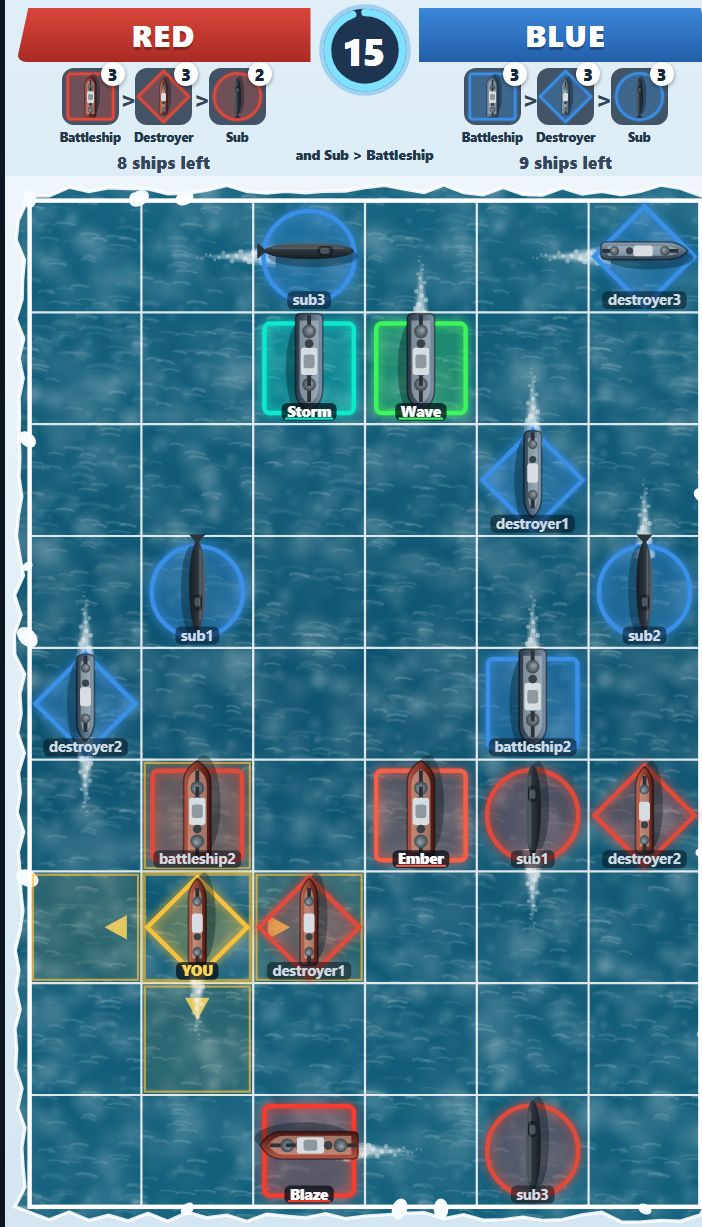 RED
15
BLUE
3
>
3
>
2
3
>
3
>
3
Battleship
Destroyer
Sub
Battleship
Destroyer
Sub
8 ships left
and Sub > Battleship
9 ships left
sub3
destroyer3
Storm
Wave
destroyer1
sub1
sub2
destroyer2
battleship2
battleship2
Ember
sub1
destroyer2
YOU
destroyer1
Blaze
sub3